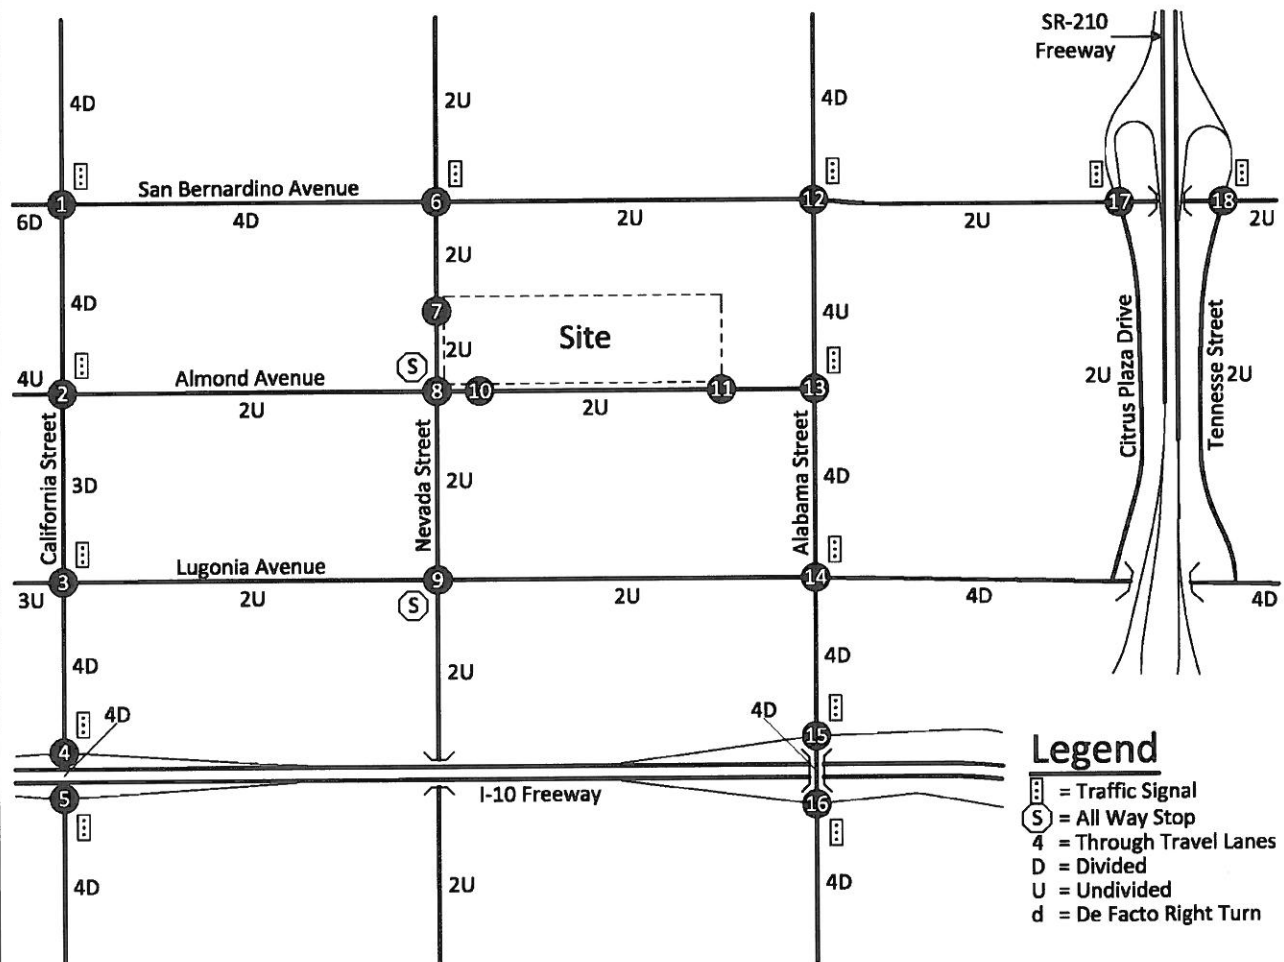 SR-210
Freeway
4D
2U
4D
San Bernardino Avenue
1
6
12
17
18
6D
4D
2U
2U
2U
4D
2U
4U
7
Site
2U
S
4U
Almond Avenue
2
8
10
11
13
2U
2U
California Street
Nevada Street
Alabama Street
Citrus Plaza Drive
Tennesse Street
2U
2U
3D
2U
4D
Lugonia Avenue
3
9
14
3U
2U
S
2U
4D
4D
4D
2U
4D
4D
4D
4
15
5
16
I-10 Freeway
4D
2U
4D
Legend
= Traffic Signal
S = All Way Stop
4 = Through Travel Lanes
D = Divided
U = Undivided
d = De Facto Right Turn